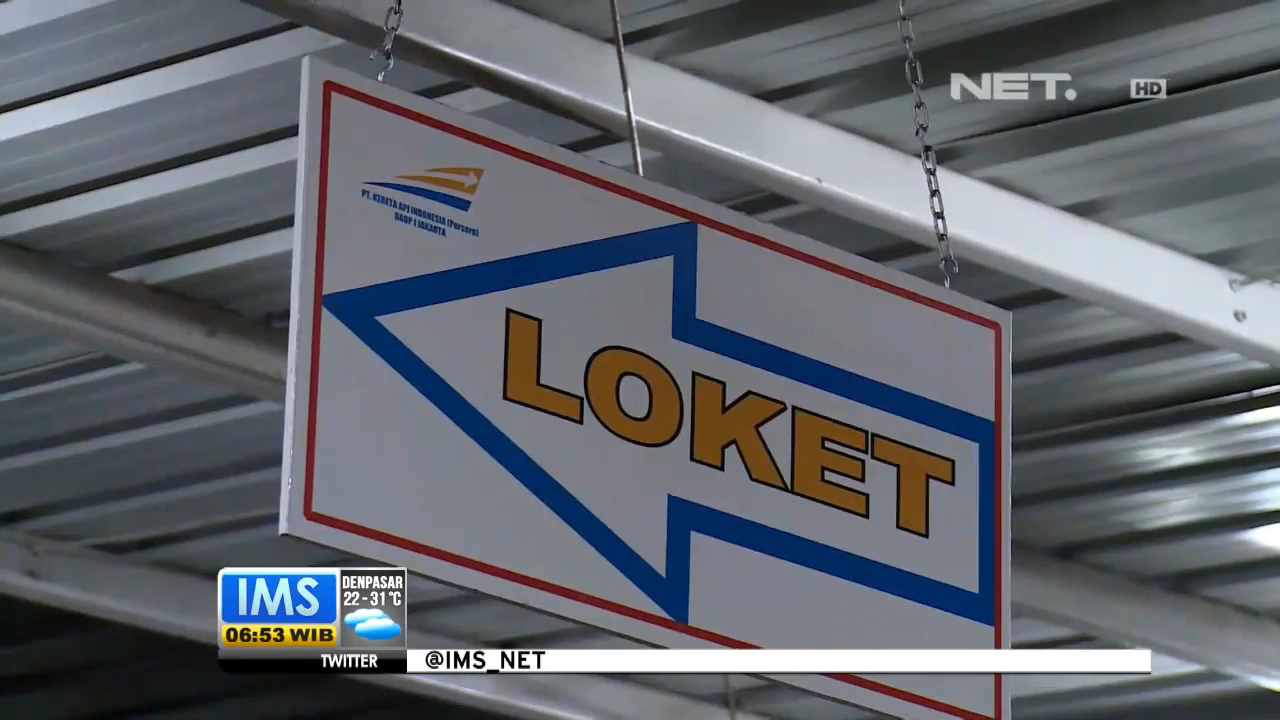 NET. HD
PT. KERETA API INDONESIA (Persero)
DAOP I JAKARTA
LOKET
IMS
DENPASAR
22 - 31°C
06:53 WIB
TWITTER
@IMS_NET